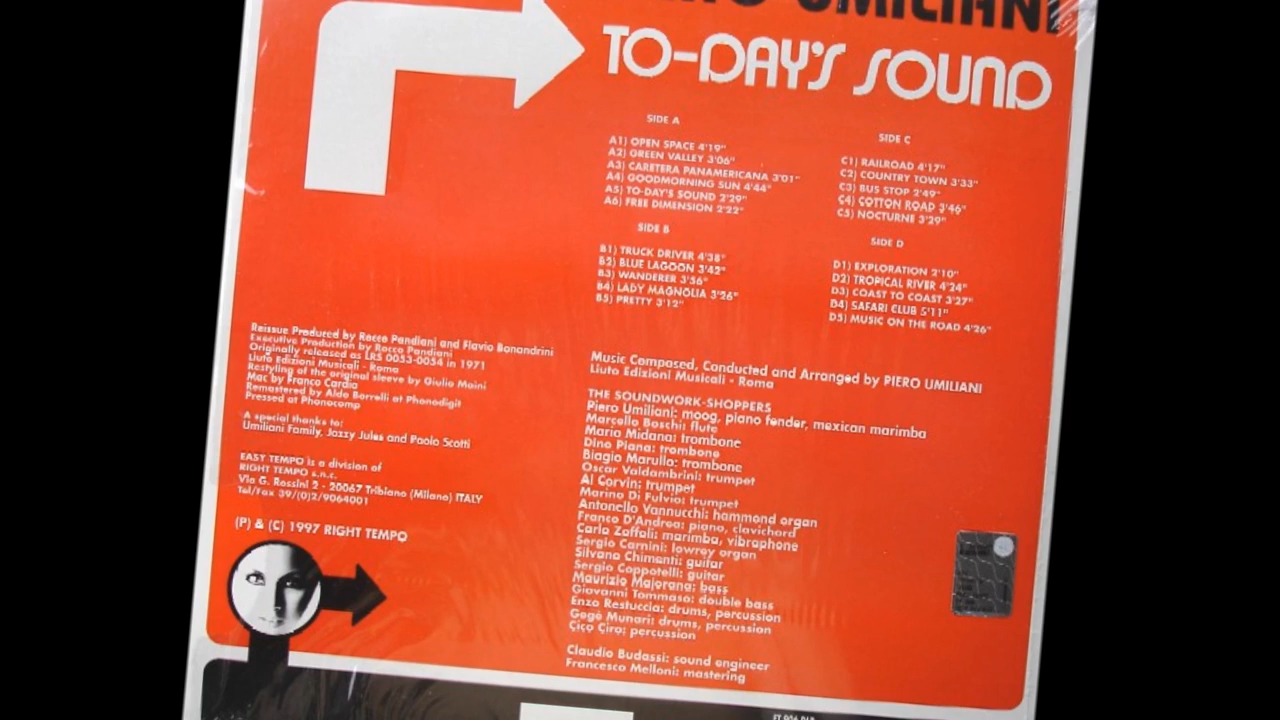 UMILIANI
TO-DAY'S SOUND
SIDE A
A1) OPEN SPACE 4'19"
A2) GREEN VALLEY 3'06"
A3) CARETERA PANAMERICANA 3'01"
A4) GOODMORNING SUN 4'44"
A5) TO-DAY'S SOUND 2'29"
A6) FREE DIMENSION 2'22"
SIDE B
B1) TRUCK DRIVER 4'38"
B2) BLUE LAGOON 3'42"
B3) WANDERER 3'56"
B4) LADY MAGNOLIA 3'26"
B5) PRETTY 3'12"
SIDE C
C1) RAILROAD 4'17"
C2) COUNTRY TOWN 3'33"
C3) BUS STOP 2'49"
C4) COTTON ROAD 3'46"
C5) NOCTURNE 3'29"
SIDE D
D1) EXPLORATION 2'10"
D2) TROPICAL RIVER 4'24"
D3) COAST TO COAST 3'27"
D4) SAFARI CLUB 5'11"
D5) MUSIC ON THE ROAD 4'26"
Reissue Produced by Rocco Pandiani and Flavio Bonandrini
Executive Production by Rocco Pandiani
Originally released as LRS 0053-0054 in 1971
Liuto Edizioni Musicali - Roma
Restyling of the original sleeve by Giulio Maini
Mac by Franco Cardia
Remastered by Aldo Borrelli at Phonodigit
Pressed at Phonocomp
A special thanks to:
Umiliani Family, Jazzy Jules and Paolo Scotti
EASY TEMPO is a division of
RIGHT TEMPO s.n.c.
Via G. Rossini 2 - 20067 Tribiano (Milano) ITALY
Tel/Fax 39/(0)2/9064001
(P) & (C) 1997 RIGHT TEMPO
Music Composed, Conducted and Arranged by PIERO UMILIANI
Liuto Edizioni Musicali - Roma
THE SOUNDWORK-SHOPPERS
Piero Umiliani: moog, piano fender, mexican marimba
Marcello Boschi: flute
Mario Midana: trombone
Dino Piana: trombone
Biagio Marullo: trombone
Oscar Valdambrini: trumpet
Al Corvin: trumpet
Marino Di Fulvio: trumpet
Antonello Vannucchi: hammond organ
Franco D'Andrea: piano, clavichord
Carlo Zoffoli: marimba, vibraphone
Sergio Carnini: lowrey organ
Silvano Chimenti: guitar
Sergio Coppotelli: guitar
Maurizio Majorana: bass
Giovanni Tommaso: double bass
Enzo Restuccia: drums, percussion
Gegè Munari: drums, percussion
Cico Ciro: percussion
Claudio Budassi: sound engineer
Francesco Melloni: mastering